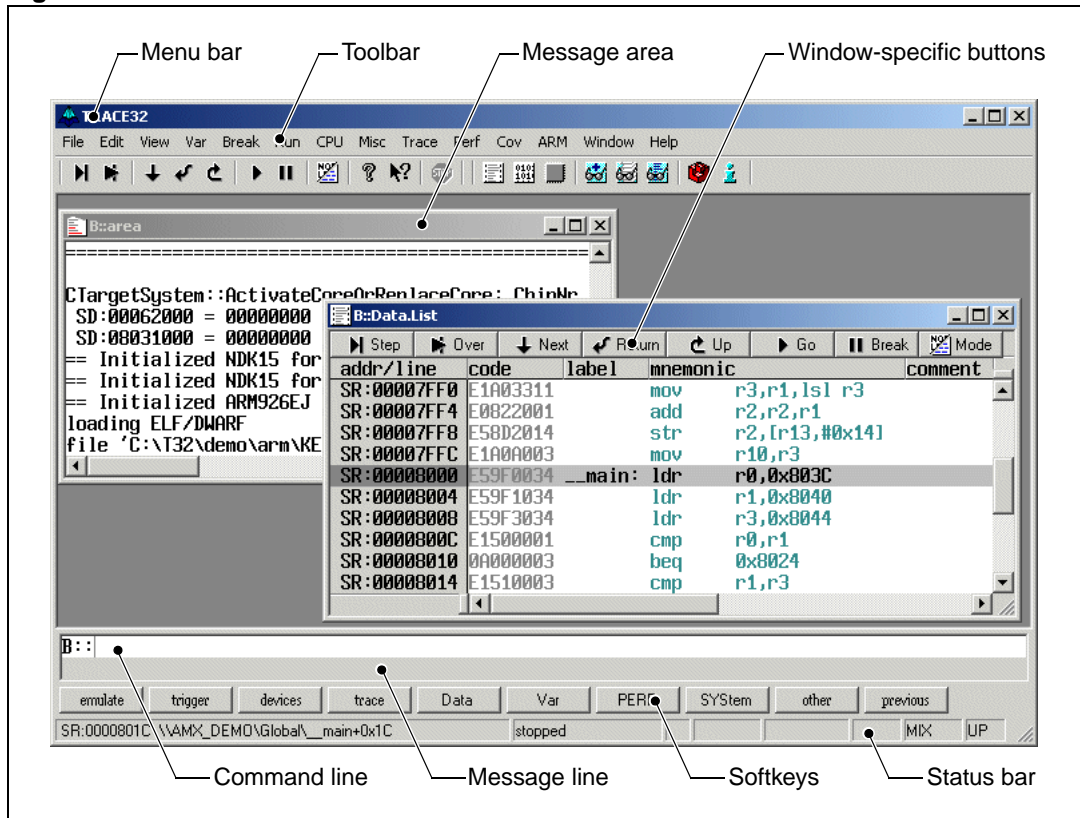 Menu bar Toolbar Message area Window-specific buttons
TRACE32
File Edit View Var Break Run CPU Misc Trace Perf Cov ARM Window Help
B::area
CTargetSystem::ActivateCoreOrReplaceCore: ChipNr
SD:00062000 = 00000000
SD:08031000 = 00000000
== Initialized NDK15 for
== Initialized NDK15 for
== Initialized ARM926EJ
loading ELF/DWARF
file 'C:\T32\demo\arm\KE
B::Data.List
Step Over Next Return Up Go Break Mode
addr/line code label mnemonic comment
SR:00007FF0 E1A03311 mov r3,r1,lsl r3
SR:00007FF4 E0822001 add r2,r2,r1
SR:00007FF8 E58D2014 str r2,[r13,#0x14]
SR:00007FFC E1A0A003 mov r10,r3
SR:00008000 E59F0034 __main: ldr r0,0x803C
SR:00008004 E59F1034 ldr r1,0x8040
SR:00008008 E59F3034 ldr r3,0x8044
SR:0000800C E1500001 cmp r0,r1
SR:00008010 0A000003 beq 0x8024
SR:00008014 E1510003 cmp r1,r3
B::
emulate trigger devices trace Data Var PERF SYStem other previous
SR:0000801C \\AMX_DEMO\Global\__main+0x1C stopped MIX UP
Command line Message line Softkeys Status bar